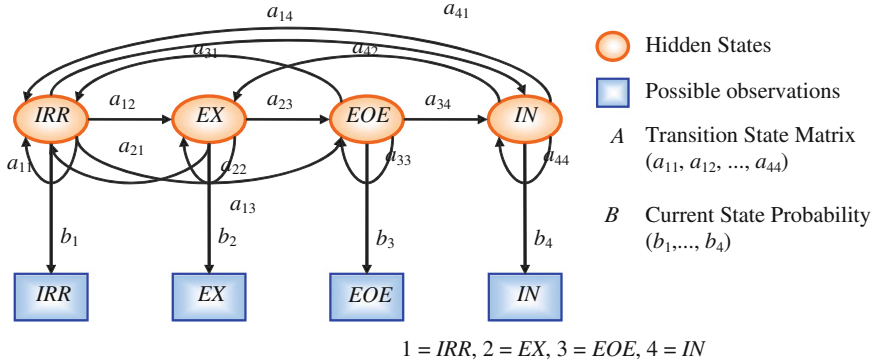 a14
a41
a31
a42
Hidden States
IRR
a12
EX
a23
EOE
a34
IN
Possible observations
A Transition State Matrix
(a11, a12, ..., a44)
a11
a21
a22
a33
a44
a13
B Current State Probability
(b1,..., b4)
b1
b2
b3
b4
IRR
EX
EOE
IN
1 = IRR, 2 = EX, 3 = EOE, 4 = IN